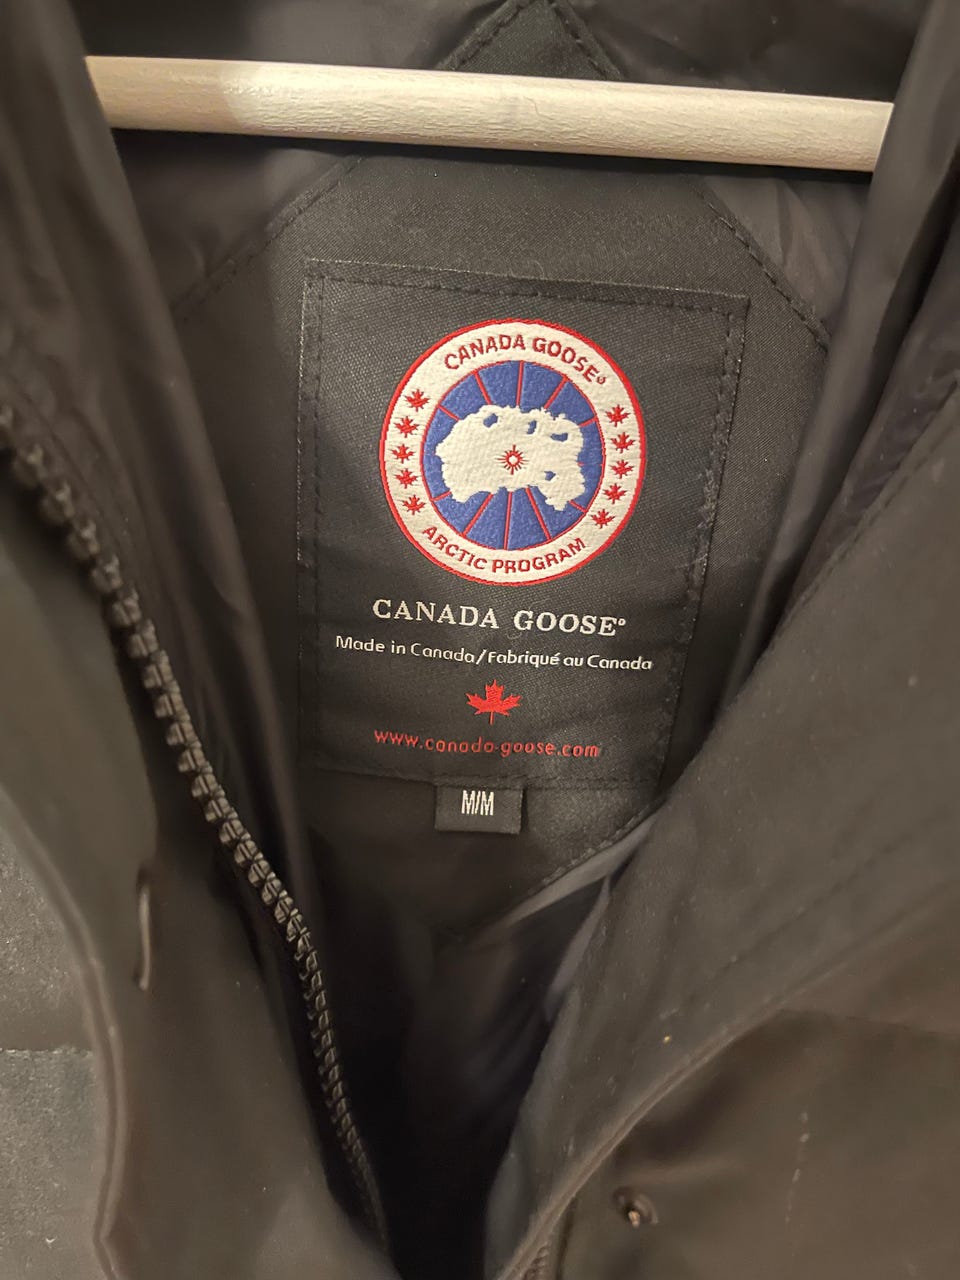 CANADA GOOSE®
ARCTIC PROGRAM
CANADA GOOSE®
Made in Canada/Fabriqué au Canada
www.canada-goose.com
M/M